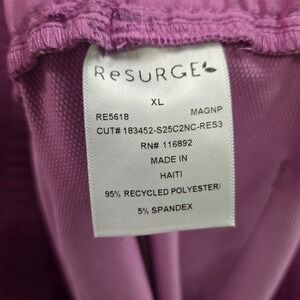 ReSURGE
XL
RE5618 MAGNP
CUT# 183452-S25C2NC-RES3
RN# 116892
MADE IN
HAITI
95% RECYCLED POLYESTER/
5% SPANDEX